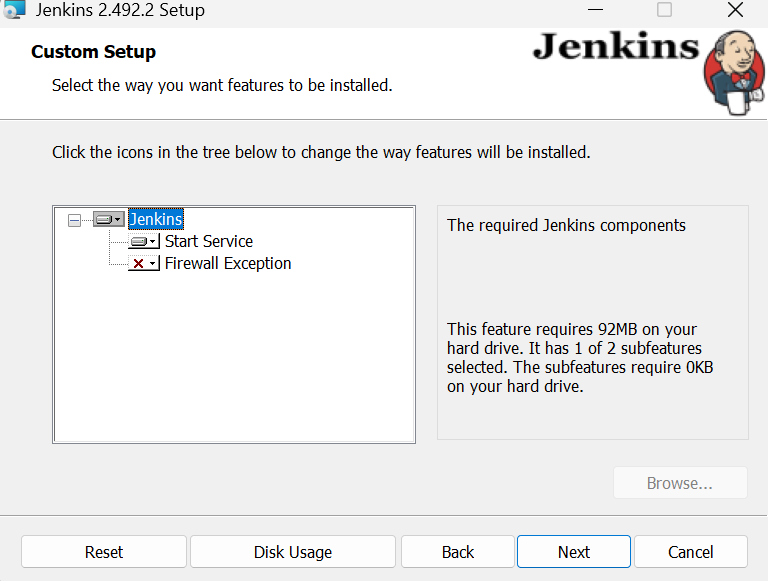 Jenkins 2.492.2 Setup
Custom Setup
Jenkins
Select the way you want features to be installed.
Click the icons in the tree below to change the way features will be installed.
Jenkins
Start Service
Firewall Exception
The required Jenkins components
This feature requires 92MB on your
hard drive. It has 1 of 2 subfeatures
selected. The subfeatures require 0KB
on your hard drive.
Browse...
Reset
Disk Usage
Back
Next
Cancel